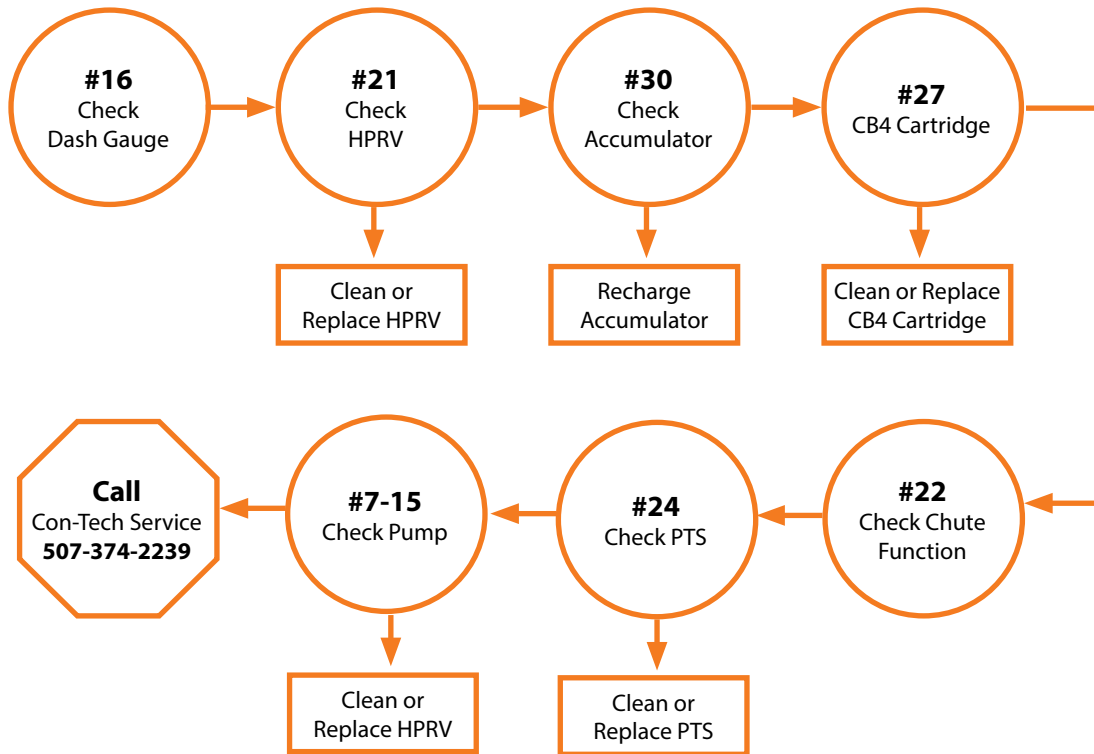 #16
Check
Dash Gauge
#21
Check
HPRV
#30
Check
Accumulator
#27
CB4 Cartridge
Clean or
Replace HPRV
Recharge
Accumulator
Clean or Replace
CB4 Cartridge
Call
Con-Tech Service
507-374-2239
#7-15
Check Pump
#24
Check PTS
#22
Check Chute
Function
Clean or
Replace HPRV
Clean or
Replace PTS